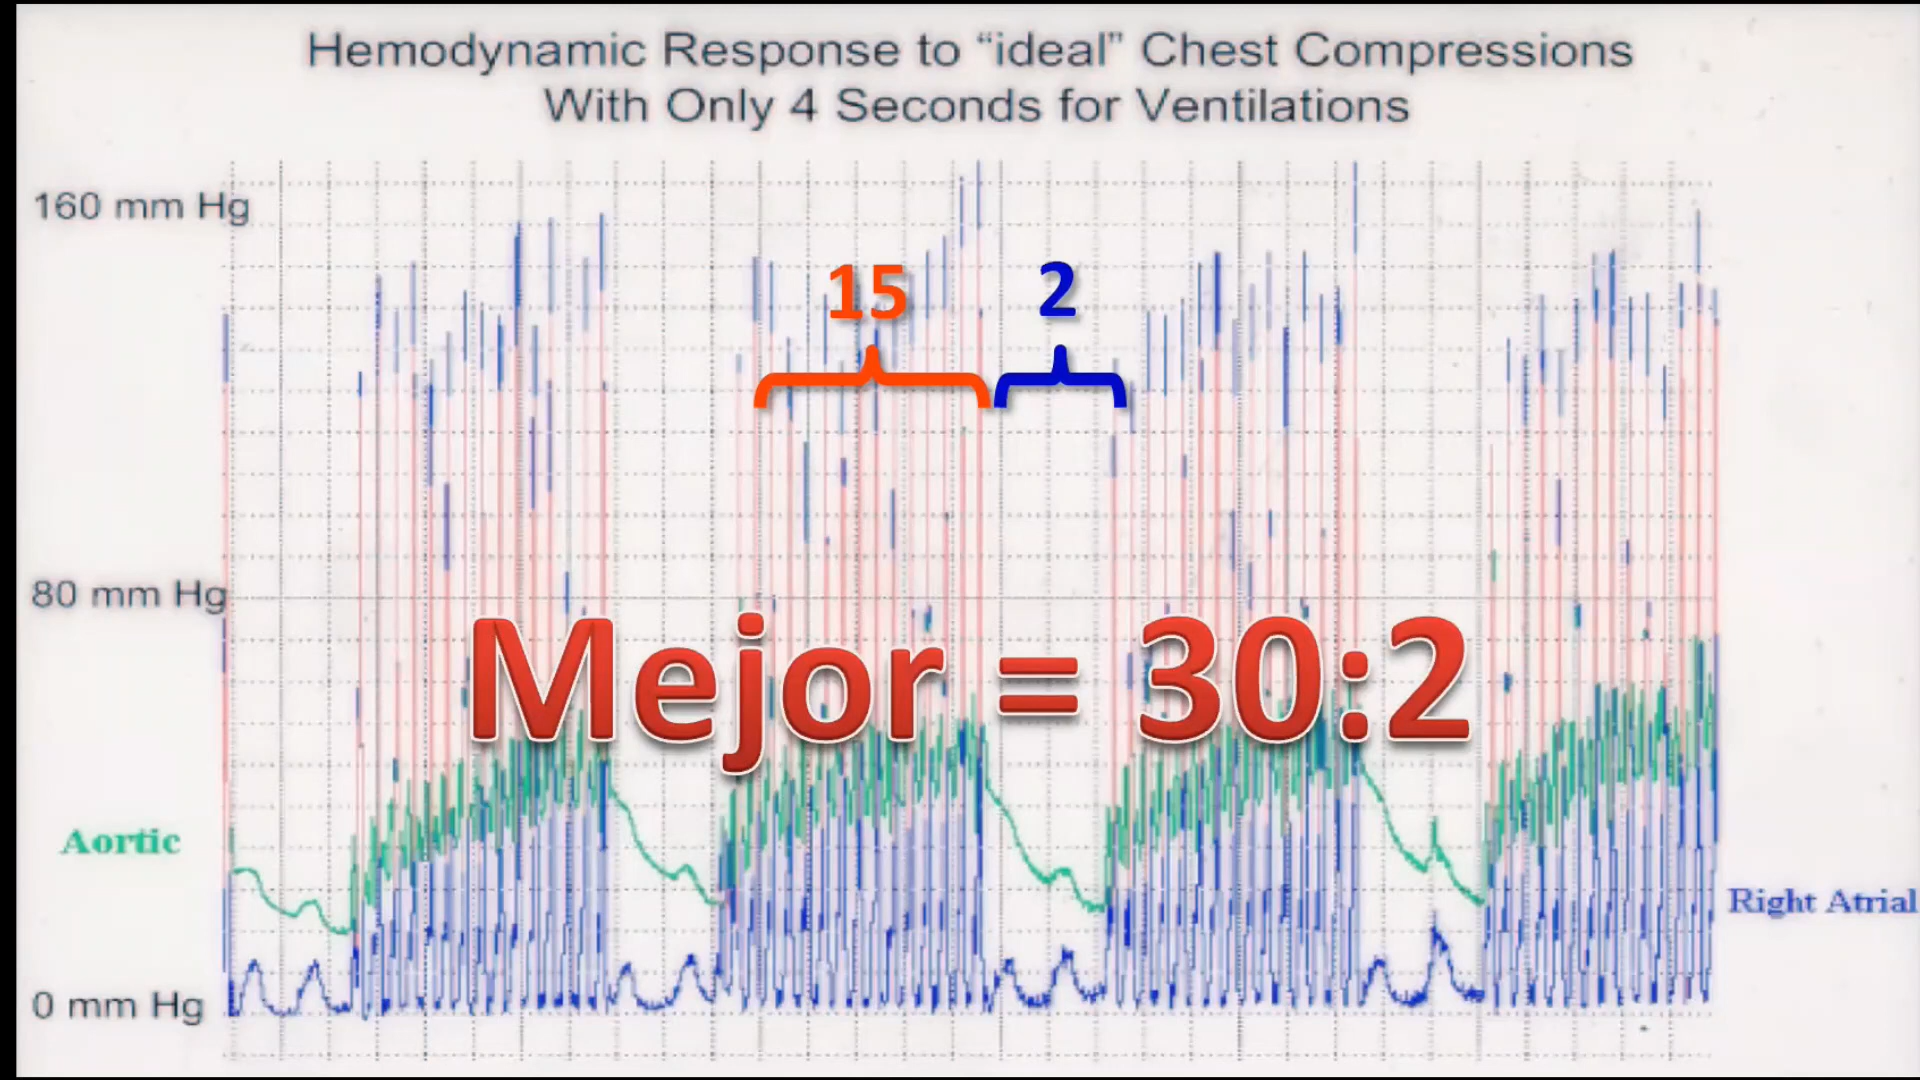 Hemodynamic Response to “ideal” Chest Compressions
With Only 4 Seconds for Ventilations
160 mm Hg
15
2
80 mm Hg
Mejor = 30:2
Aortic
Right Atrial
0 mm Hg